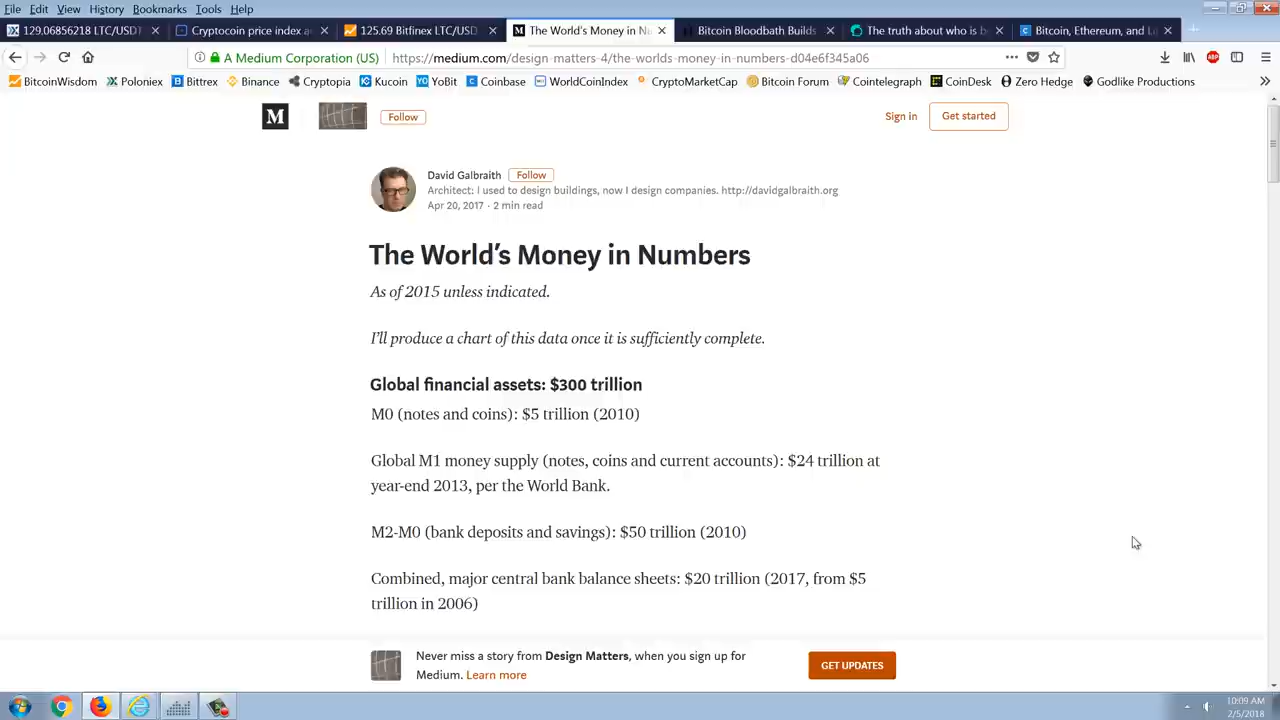 File Edit View History Bookmarks Tools Help
129.06856218 LTC/USDT
Cryptocoin price index a
125.69 Bitfinex LTC/USD
M The World's Money in Nu
Bitcoin Bloodbath Builds
The truth about who is b
Bitcoin, Ethereum, and L
A Medium Corporation (US) https://medium.com/design-matters-4/the-worlds-money-in-numbers-d04e6f345a06
BitcoinWisdom Poloniex Bittrex Binance Cryptopia Kucoin YoBit Coinbase WorldCoinIndex CryptoMarketCap Bitcoin Forum Cointelegraph CoinDesk Zero Hedge Godlike Productions
M Follow Sign in Get started
David Galbraith Follow
Architect: I used to design buildings, now I design companies. http://davidgalbraith.org
Apr 20, 2017 · 2 min read
The World's Money in Numbers
As of 2015 unless indicated.
I'll produce a chart of this data once it is sufficiently complete.
Global financial assets: $300 trillion
M0 (notes and coins): $5 trillion (2010)
Global M1 money supply (notes, coins and current accounts): $24 trillion at
year-end 2013, per the World Bank.
M2-M0 (bank deposits and savings): $50 trillion (2010)
Combined, major central bank balance sheets: $20 trillion (2017, from $5
trillion in 2006)
Never miss a story from Design Matters, when you sign up for
Medium. Learn more
GET UPDATES
10:09 AM
2/5/2018